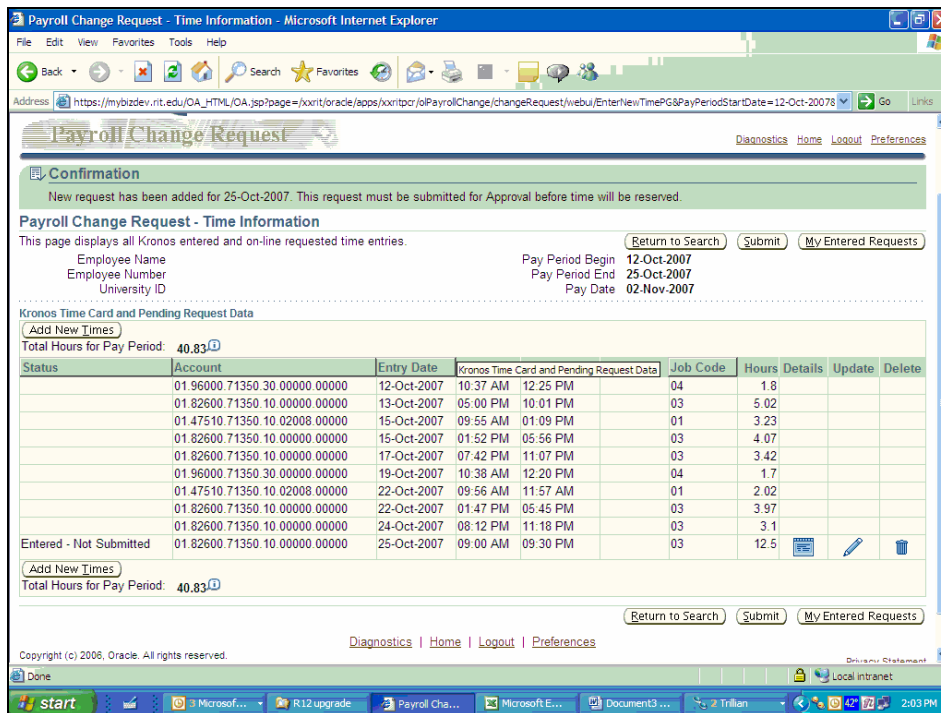 Payroll Change Request - Time Information - Microsoft Internet Explorer
File Edit View Favorites Tools Help
Back Search Favorites
Address https://mybizdev.rit.edu/OA_HTML/OA.jsp?page=/xxrit/oracle/apps/xxritpcr/olPayrollChange/changeRequest/webui/EnterNewTimePG&PayPeriodStartDate=12-Oct-20078 Go Links
Payroll Change Request
Diagnostics Home Logout Preferences
Confirmation
New request has been added for 25-Oct-2007. This request must be submitted for Approval before time will be reserved.
Payroll Change Request - Time Information
This page displays all Kronos entered and on-line requested time entries. Return to Search Submit My Entered Requests
Employee Name Pay Period Begin 12-Oct-2007
Employee Number Pay Period End 25-Oct-2007
University ID Pay Date 02-Nov-2007
Kronos Time Card and Pending Request Data
Add New Times
Total Hours for Pay Period: 40.83
Status Account Entry Date Kronos Time Card and Pending Request Data Job Code Hours Details Update Delete
01.96000.71350.30.00000.00000 12-Oct-2007 10:37 AM 12:25 PM 04 1.8
01.82600.71350.10.00000.00000 13-Oct-2007 05:00 PM 10:01 PM 03 5.02
01.47510.71350.10.02008.00000 15-Oct-2007 09:55 AM 01:09 PM 01 3.23
01.82600.71350.10.00000.00000 15-Oct-2007 01:52 PM 05:56 PM 03 4.07
01.82600.71350.10.00000.00000 17-Oct-2007 07:42 PM 11:07 PM 03 3.42
01.96000.71350.30.00000.00000 19-Oct-2007 10:38 AM 12:20 PM 04 1.7
01.47510.71350.10.02008.00000 22-Oct-2007 09:56 AM 11:57 AM 01 2.02
01.82600.71350.10.00000.00000 22-Oct-2007 01:47 PM 05:45 PM 03 3.97
01.82600.71350.10.00000.00000 24-Oct-2007 08:12 PM 11:18 PM 03 3.1
Entered - Not Submitted 01.82600.71350.10.00000.00000 25-Oct-2007 09:00 AM 09:30 PM 03 12.5
Add New Times
Total Hours for Pay Period: 40.83
Return to Search Submit My Entered Requests
Diagnostics | Home | Logout | Preferences
Copyright (c) 2006, Oracle. All rights reserved. Privacy Statement
Done Local intranet
start 3 Microsof... R12 upgrade Payroll Cha... Microsoft E... Document3 ... 2 Trillian 42° 2:03 PM